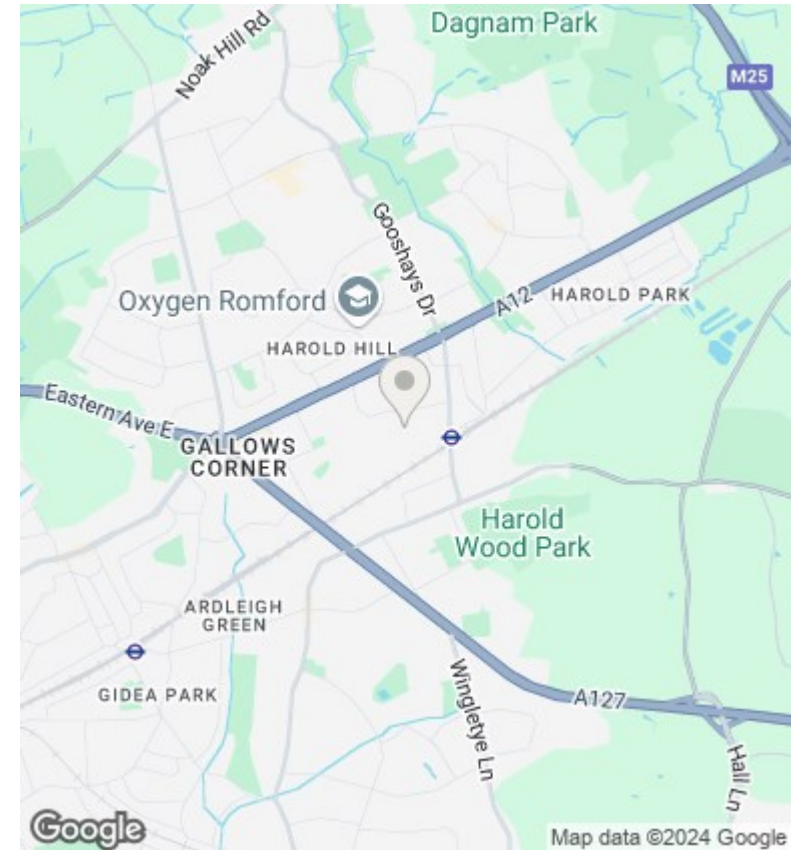 Dagnam Park
Noak Hill Rd
M25
Gooshays Dr
Oxygen Romford
A12
HAROLD PARK
HAROLD HILL
Eastern Ave E
GALLOWS
CORNER
Harold
Wood Park
ARDLEIGH
GREEN
GIDEA PARK
Wingletye Ln
A127
Hall Ln
Google
Map data ©2024 Google